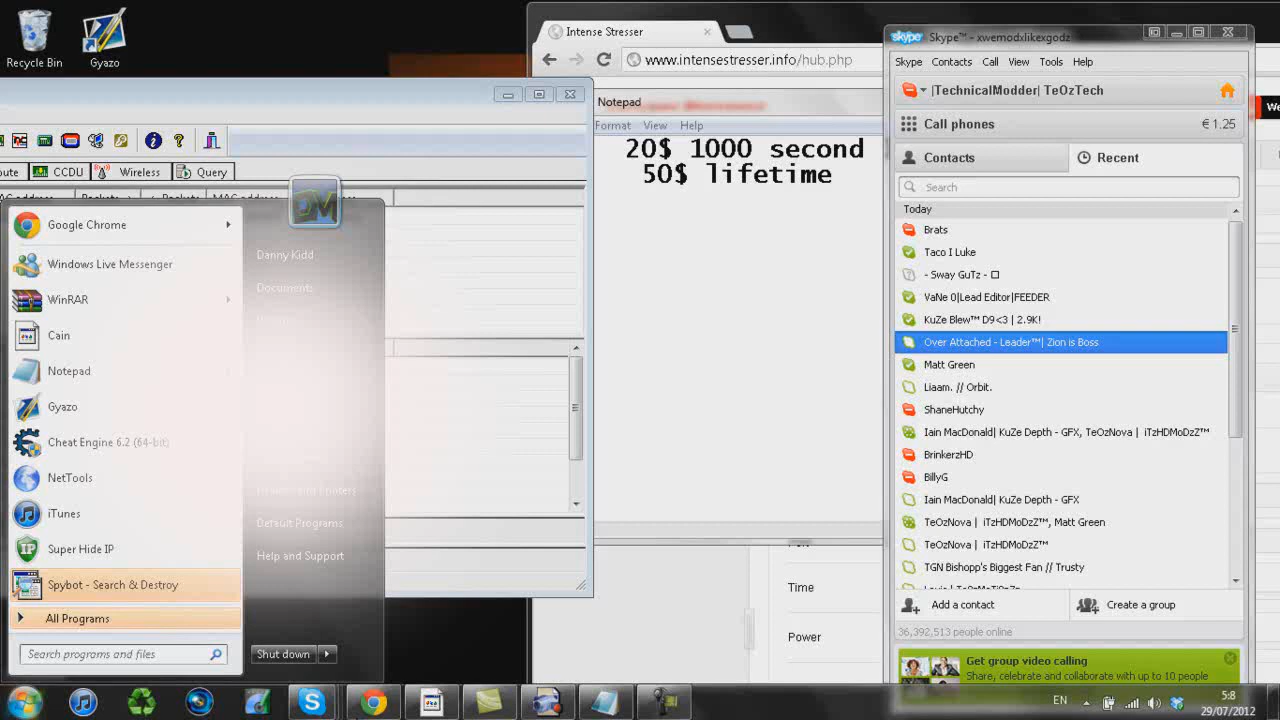 Recycle Bin
Gyazo
CCDU
Wireless
Query
Google Chrome
Windows Live Messenger
WinRAR
Cain
Notepad
Gyazo
Cheat Engine 6.2 (64-bit)
NetTools
iTunes
Super Hide IP
Spybot - Search & Destroy
All Programs
Search programs and files
Danny Kidd
Documents
Default Programs
Help and Support
Shut down
Intense Stresser
www.intensestresser.info/hub.php
Notepad
Format View Help
20$ 1000 second
50$ lifetime
Time
Power
Skype™ - xwemodxlikexgodz
Skype Contacts Call View Tools Help
|TechnicalModder| TeOzTech
Call phones € 1.25
Contacts
Recent
Search
Today
Brats
Taco I Luke
- Sway GuTz -
VaNe 0|Lead Editor|FEEDER
KuZe Blew™ D9<3 | 2.9K!
Over Attached - Leader™| Zion is Boss
Matt Green
Liaam. // Orbit.
ShaneHutchy
Iain MacDonald| KuZe Depth - GFX, TeOzNova | iTzHDMoDzZ™
BrinkerzHD
BillyG
Iain MacDonald| KuZe Depth - GFX
TeOzNova | iTzHDMoDzZ™, Matt Green
TeOzNova | iTzHDMoDzZ™
TGN Bishopp's Biggest Fan // Trusty
Add a contact
Create a group
36,392,513 people online
Get group video calling
Share, celebrate and collaborate with up to 10 people
EN
5:8
29/07/2012